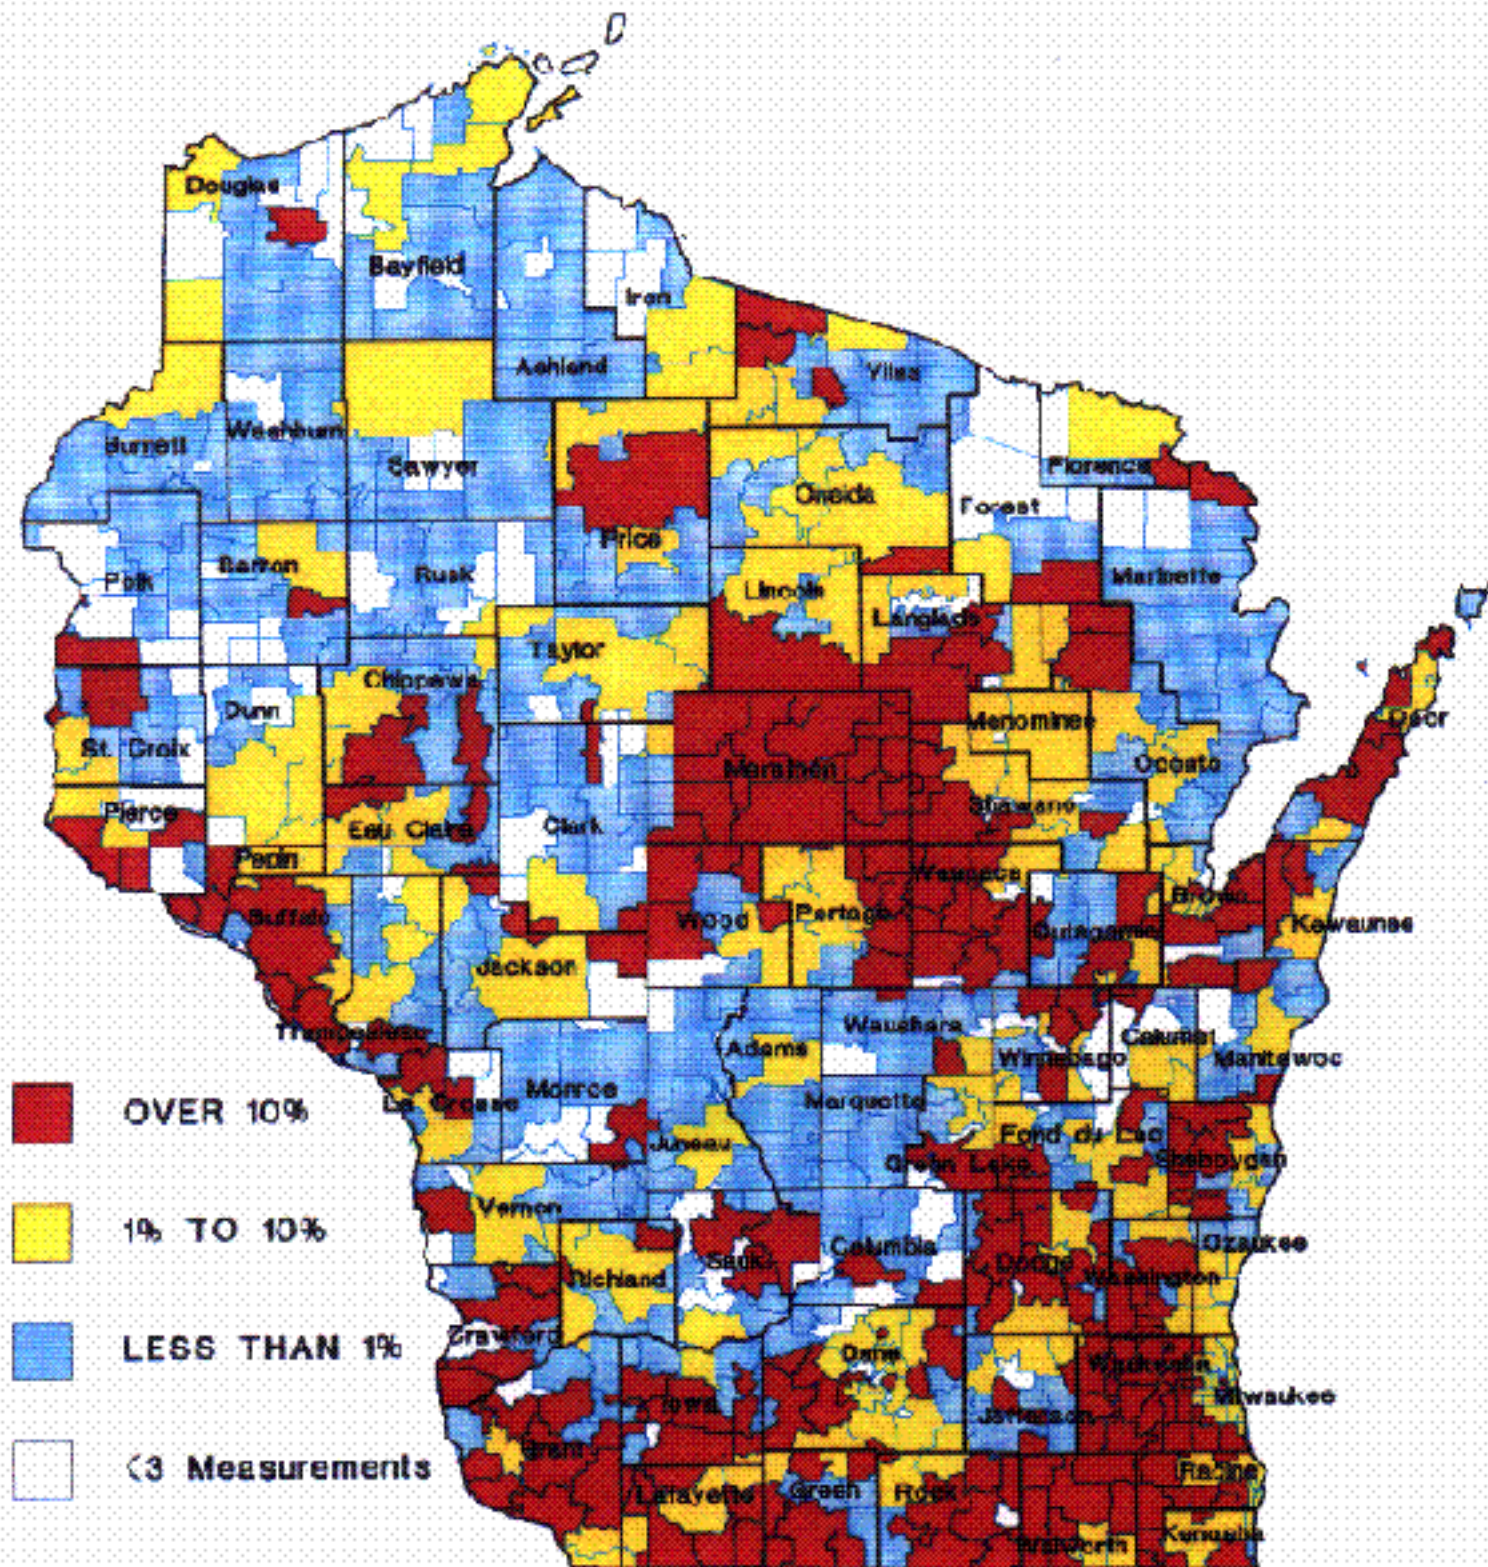 Douglas
Bayfield
Iron
Ashland
Vilas
Burnett
Washburn
Sawyer
Florence
Oneida
Forest
Price
Polk
Barron
Rusk
Lincoln
Marinette
Langlade
Taylor
Chippewa
Dunn
Menominee
Door
St. Croix
Oconto
Marathon
Shawano
Pierce
Eau Claire
Clark
Pepin
Waupaca
Buffalo
Wood
Portage
Brown
Kewaunee
Outagamie
Jackson
Trempealeau
Waushara
Adams
Winnebago
Calumet
Manitowoc
Monroe
La Crosse
Marquette
Juneau
Fond du Lac
Green Lake
Sheboygan
Vernon
Sauk
Columbia
Ozaukee
Richland
Dodge
Washington
Crawford
Dane
Waukesha
Iowa
Milwaukee
Jefferson
Grant
Lafayette
Green
Rock
Racine
Walworth
Kenosha
OVER 10%
1% TO 10%
LESS THAN 1%
<3 Measurements